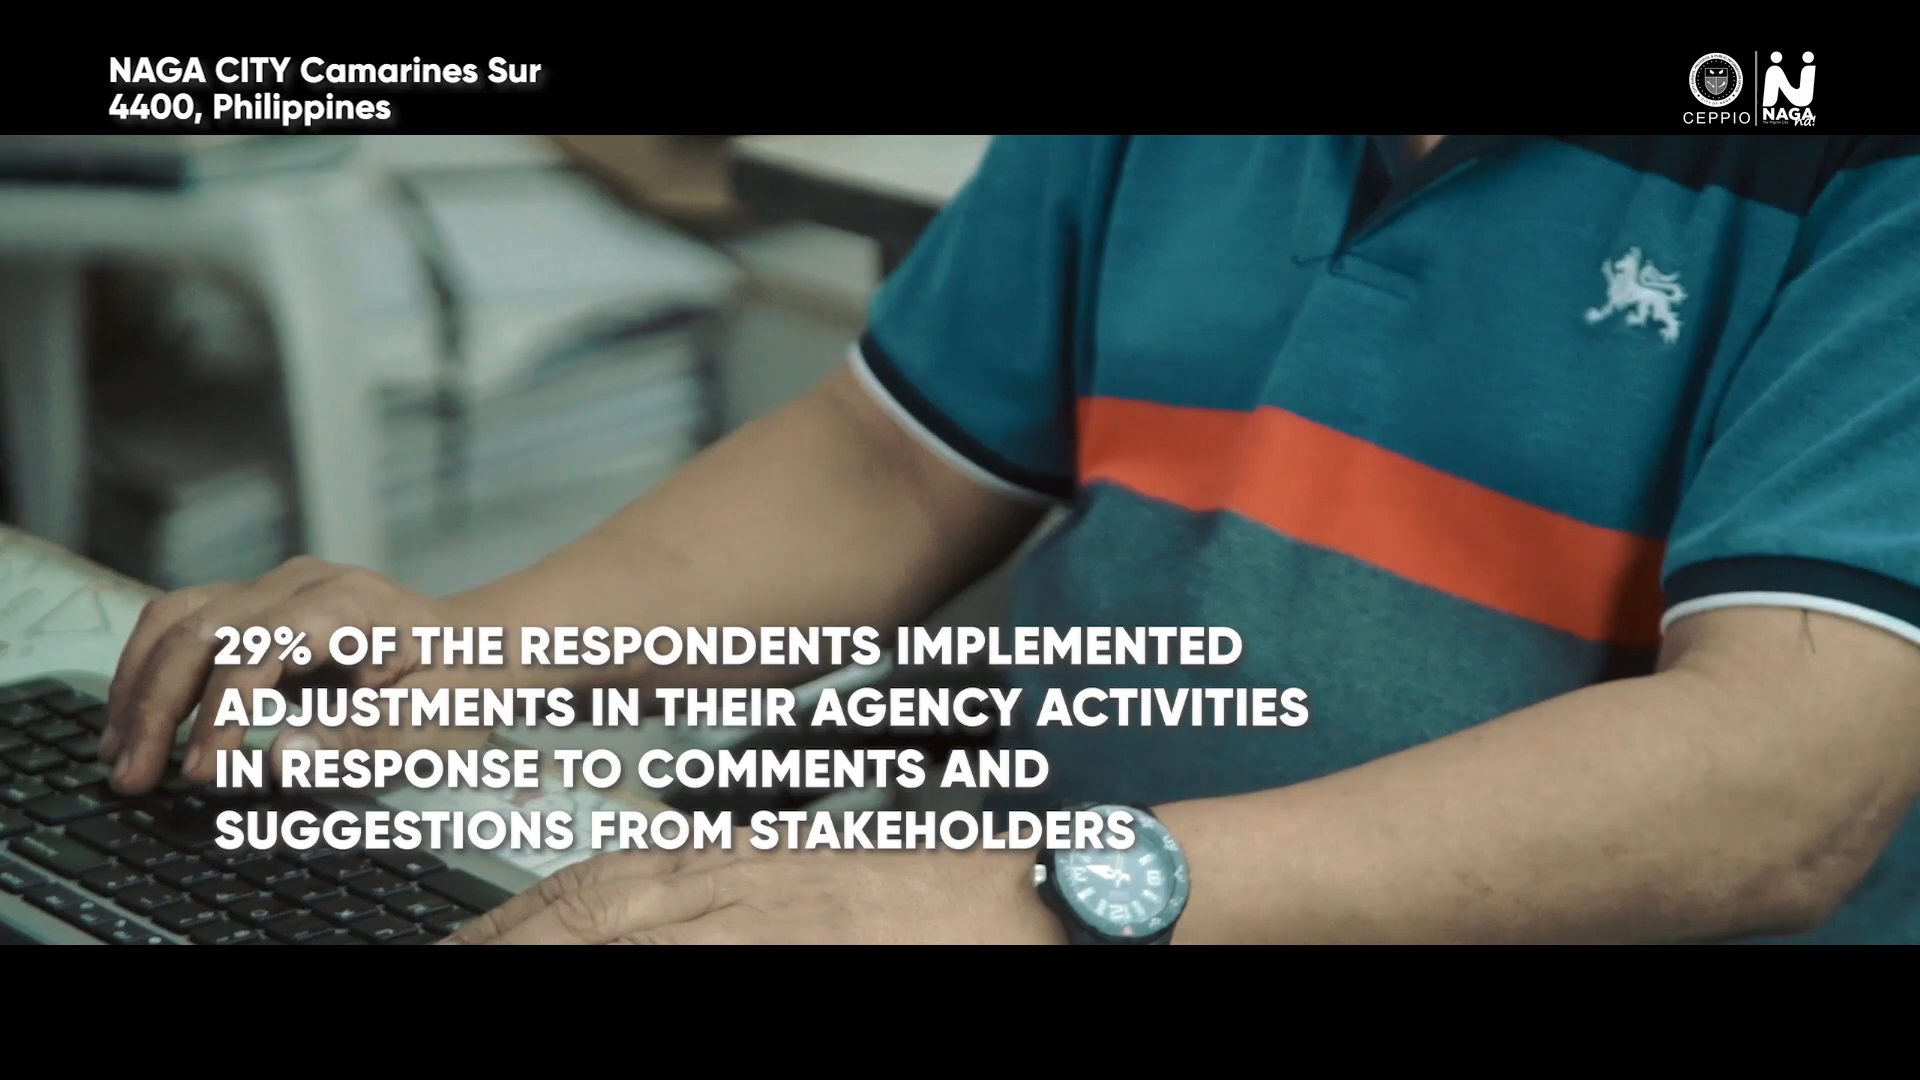 NAGA CITY Camarines Sur
4400, Philippines
CEPPIO
NAGA
na!
29% OF THE RESPONDENTS IMPLEMENTED
ADJUSTMENTS IN THEIR AGENCY ACTIVITIES
IN RESPONSE TO COMMENTS AND
SUGGESTIONS FROM STAKEHOLDERS